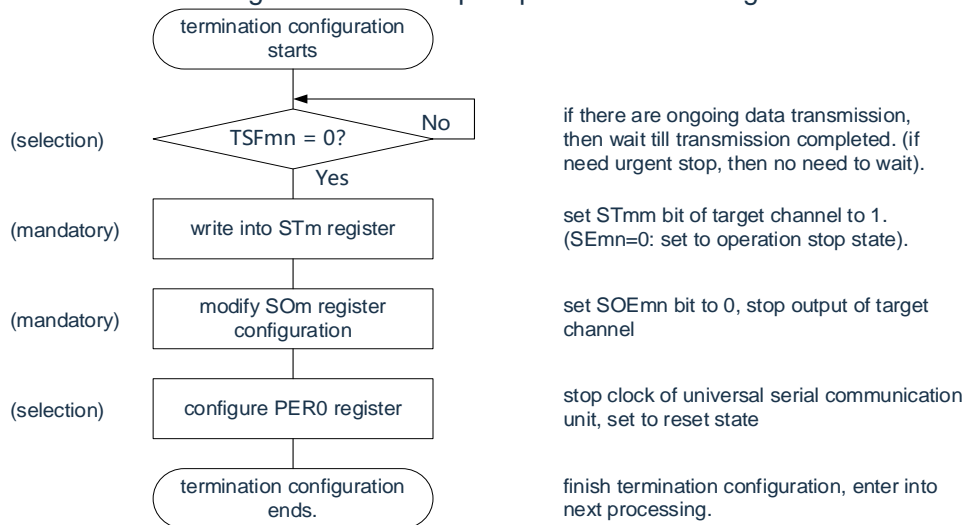 termination configuration
starts
(selection)
TSFmn = 0?
No
Yes
if there are ongoing data transmission,
then wait till transmission completed. (if
need urgent stop, then no need to wait).
(mandatory)
write into STm register
set STmm bit of target channel to 1.
(SEmn=0: set to operation stop state).
(mandatory)
modify SOm register
configuration
set SOEmn bit to 0, stop output of target
channel
(selection)
configure PER0 register
stop clock of universal serial communication
unit, set to reset state
termination configuration
ends.
finish termination configuration, enter into
next processing.